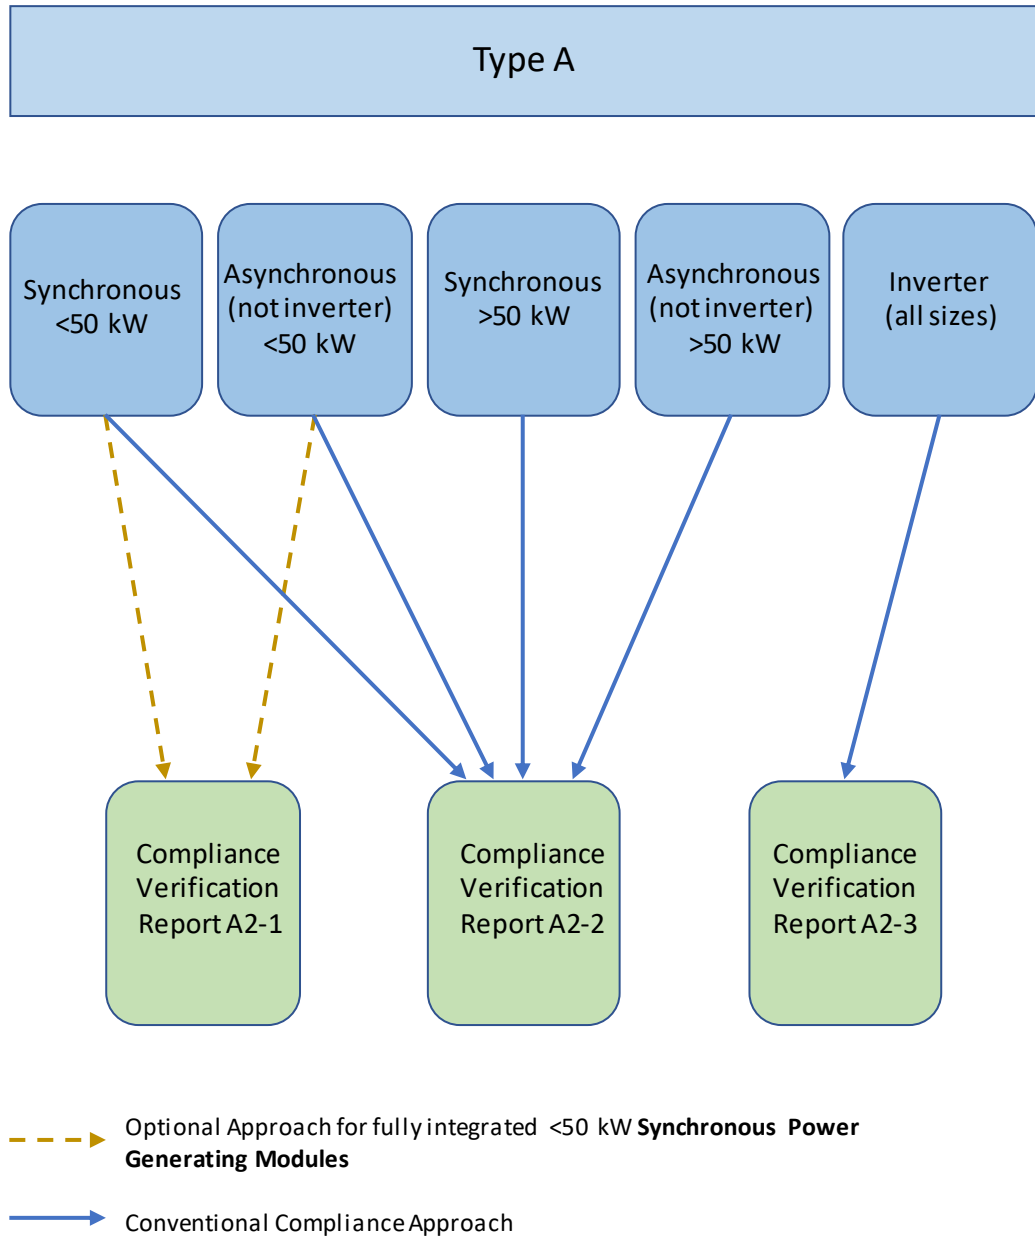 Type A
Synchronous
<50 kW
Asynchronous
(not inverter)
<50 kW
Synchronous
>50 kW
Asynchronous
(not inverter)
>50 kW
Inverter
(all sizes)
Compliance
Verification
Report A2-1
Compliance
Verification
Report A2-2
Compliance
Verification
Report A2-3
Optional Approach for fully integrated <50 kW Synchronous Power
Generating Modules
Conventional Compliance Approach